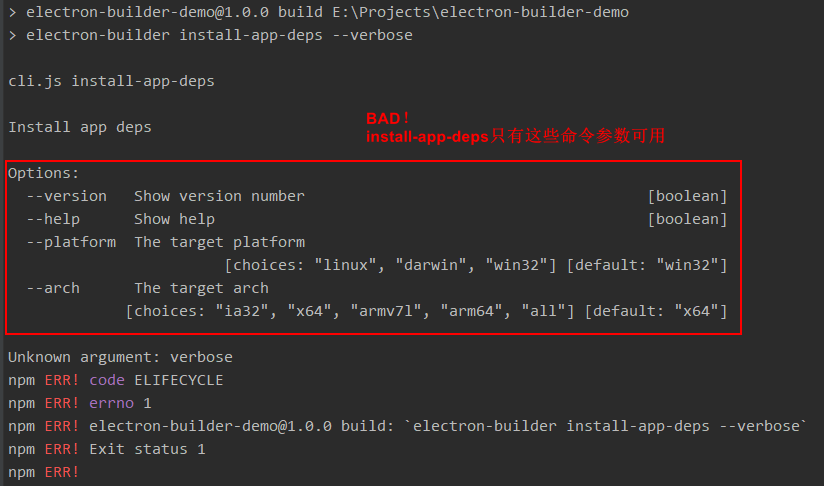 > electron-builder-demo@1.0.0 build E:\Projects\electron-builder-demo
> electron-builder install-app-deps --verbose
cli.js install-app-deps
Install app deps
BAD！
install-app-deps只有这些命令参数可用
Options:
--version Show version number [boolean]
--help Show help [boolean]
--platform The target platform
[choices: "linux", "darwin", "win32"] [default: "win32"]
--arch The target arch
[choices: "ia32", "x64", "armv7l", "arm64", "all"] [default: "x64"]
Unknown argument: verbose
npm ERR! code ELIFECYCLE
npm ERR! errno 1
npm ERR! electron-builder-demo@1.0.0 build: `electron-builder install-app-deps --verbose`
npm ERR! Exit status 1
npm ERR!